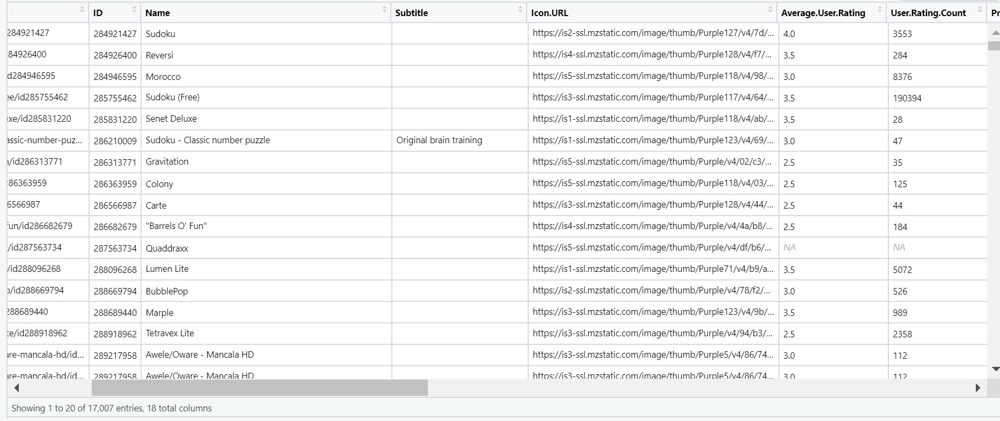 ID Name Subtitle Icon.URL Average.User.Rating User.Rating.Count Pr
284921427 284921427 Sudoku https://is2-ssl.mzstatic.com/image/thumb/Purple127/v4/7d/... 4.0 3553
84926400 284926400 Reversi https://is4-ssl.mzstatic.com/image/thumb/Purple128/v4/f7/... 3.5 284
d284946595 284946595 Morocco https://is5-ssl.mzstatic.com/image/thumb/Purple118/v4/98/... 3.0 8376
ee/id285755462 285755462 Sudoku (Free) https://is3-ssl.mzstatic.com/image/thumb/Purple117/v4/64/... 3.5 190394
xe/id285831220 285831220 Senet Deluxe https://is1-ssl.mzstatic.com/image/thumb/Purple118/v4/ab/... 3.5 28
assic-number-puz... 286210009 Sudoku - Classic number puzzle Original brain training https://is1-ssl.mzstatic.com/image/thumb/Purple123/v4/69/... 3.0 47
/id286313771 286313771 Gravitation https://is5-ssl.mzstatic.com/image/thumb/Purple/v4/02/c3/... 2.5 35
86363959 286363959 Colony https://is5-ssl.mzstatic.com/image/thumb/Purple118/v4/03/... 2.5 125
6566987 286566987 Carte https://is3-ssl.mzstatic.com/image/thumb/Purple128/v4/44/... 2.5 44
fun/id286682679 286682679 "Barrels O' Fun" https://is4-ssl.mzstatic.com/image/thumb/Purple/v4/4a/b8/... 2.5 184
/id287563734 287563734 Quaddraxx https://is5-ssl.mzstatic.com/image/thumb/Purple/v4/df/b6/... NA NA
/id288096268 288096268 Lumen Lite https://is1-ssl.mzstatic.com/image/thumb/Purple71/v4/b9/a... 3.5 5072
/id288669794 288669794 BubblePop https://is2-ssl.mzstatic.com/image/thumb/Purple/v4/78/f2/... 3.0 526
288689440 288689440 Marple https://is3-ssl.mzstatic.com/image/thumb/Purple123/v4/9b/... 3.5 989
te/id288918962 288918962 Tetravex Lite https://is3-ssl.mzstatic.com/image/thumb/Purple/v4/94/b3/... 2.5 2358
are-mancala-hd/id... 289217958 Awele/Oware - Mancala HD https://is3-ssl.mzstatic.com/image/thumb/Purple5/v4/86/74... 3.0 112
are-mancala-hd/id... 289217958 Awele/Oware - Mancala HD https://is3-ssl.mzstatic.com/image/thumb/Purple5/v4/86/74... 3.0 112
Showing 1 to 20 of 17,007 entries, 18 total columns